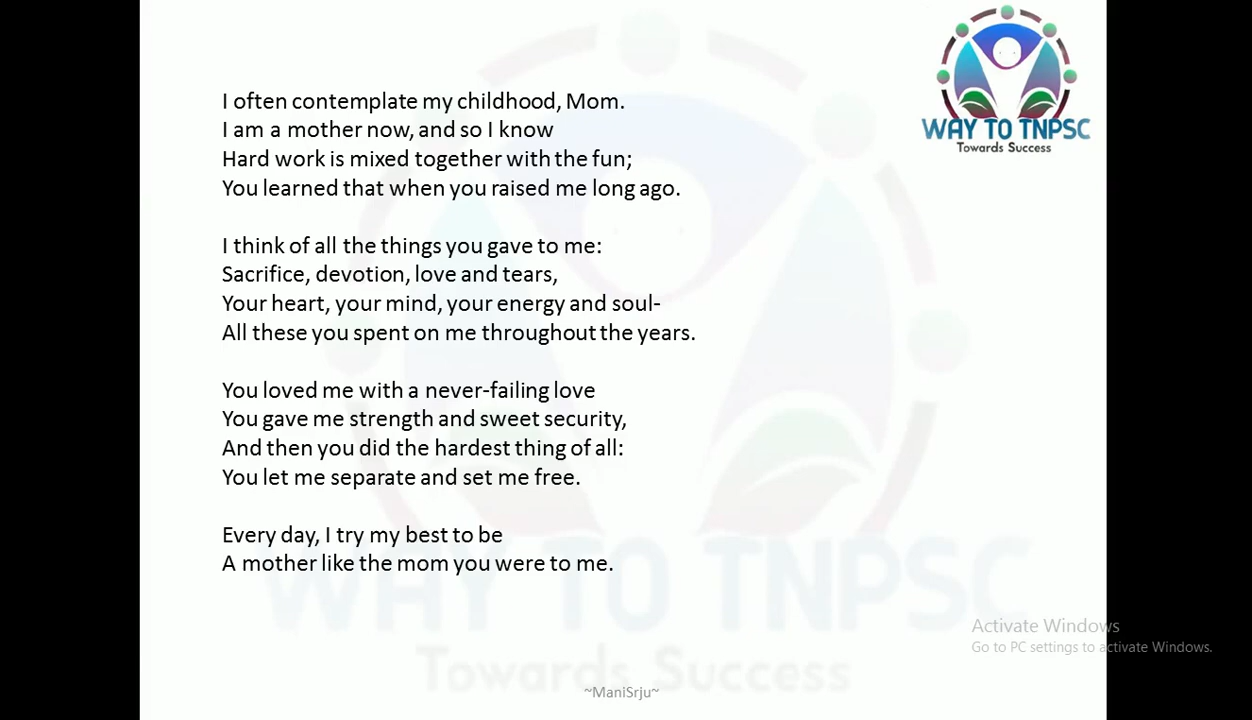 WAY TO TNPSC
Towards Success
I often contemplate my childhood, Mom.
I am a mother now, and so I know
Hard work is mixed together with the fun;
You learned that when you raised me long ago.
I think of all the things you gave to me:
Sacrifice, devotion, love and tears,
Your heart, your mind, your energy and soul-
All these you spent on me throughout the years.
You loved me with a never-failing love
You gave me strength and sweet security,
And then you did the hardest thing of all:
You let me separate and set me free.
Every day, I try my best to be
A mother like the mom you were to me.
WAY TO TNPSC
Towards Success
Activate Windows
Go to PC settings to activate Windows.
~ManiSrju~